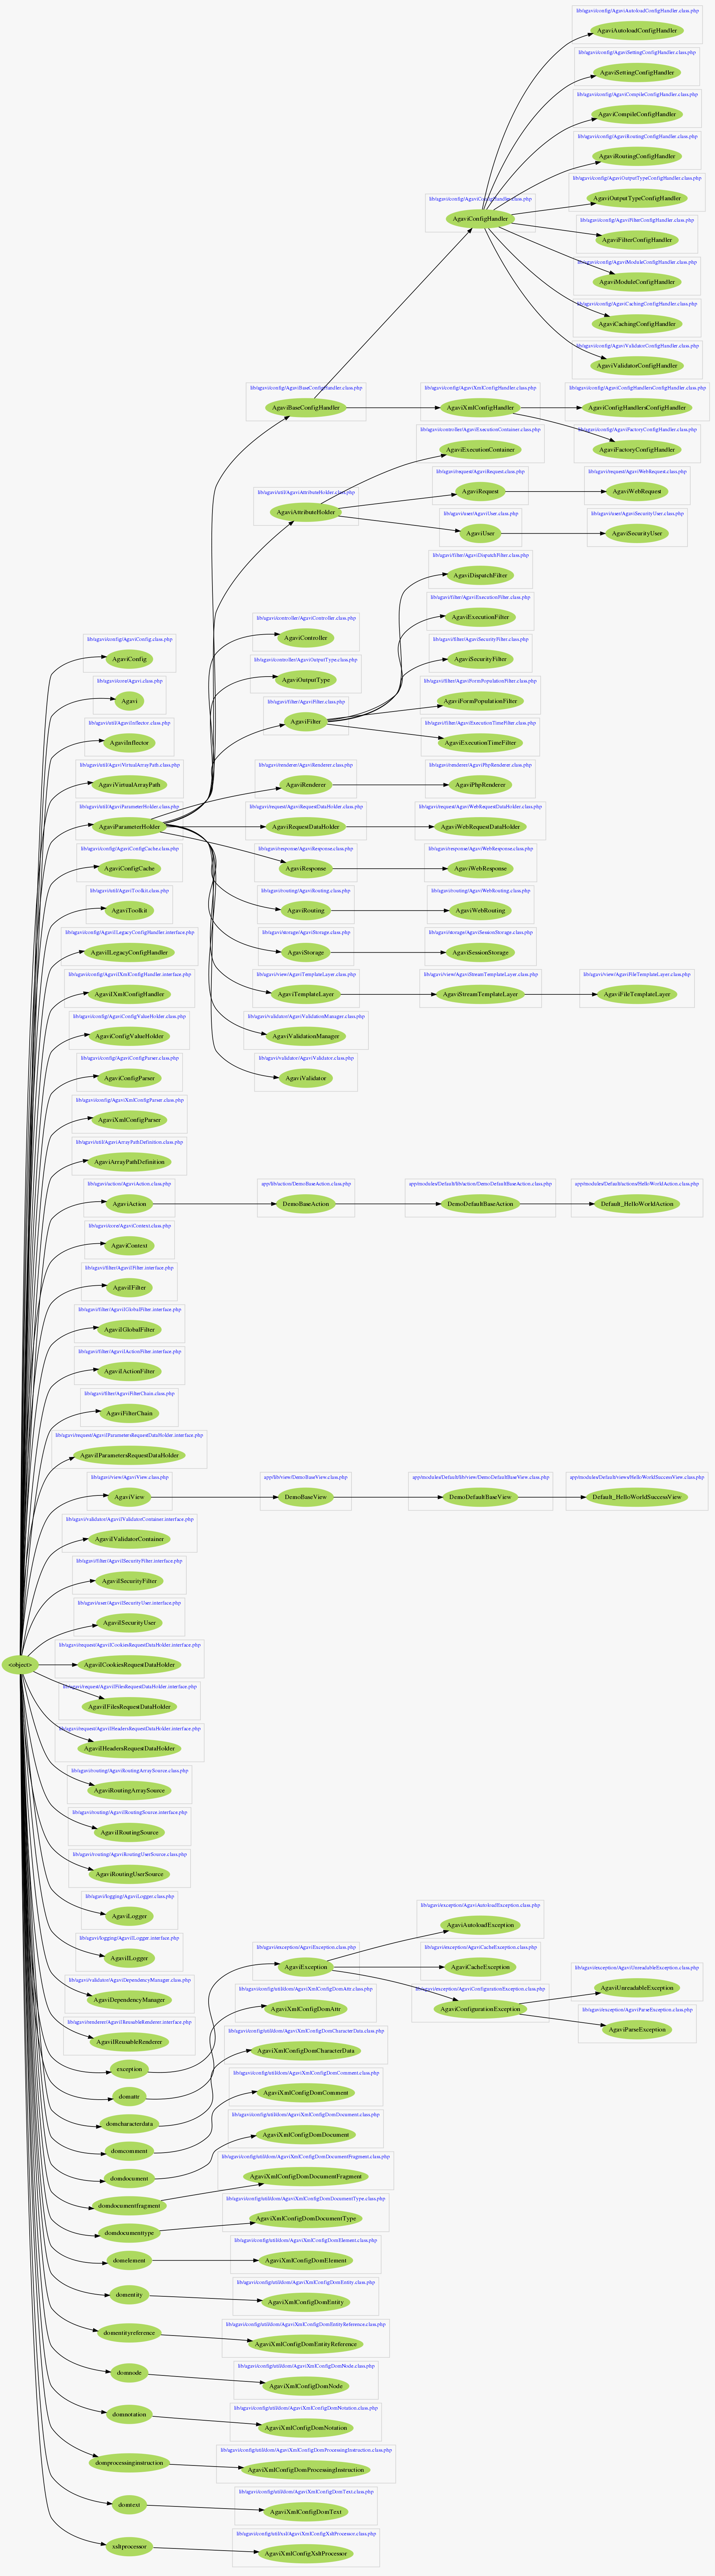 lib/agavi/config/AgaviAutoloadConfigHandler.class.php
AgaviAutoloadConfigHandler
lib/agavi/config/AgaviSettingConfigHandler.class.php
AgaviSettingConfigHandler
lib/agavi/config/AgaviCompileConfigHandler.class.php
AgaviCompileConfigHandler
lib/agavi/config/AgaviRoutingConfigHandler.class.php
AgaviRoutingConfigHandler
lib/agavi/config/AgaviOutputTypeConfigHandler.class.php
AgaviOutputTypeConfigHandler
lib/agavi/config/AgaviConfigHandler.class.php
AgaviConfigHandler
lib/agavi/config/AgaviFilterConfigHandler.class.php
AgaviFilterConfigHandler
lib/agavi/config/AgaviModuleConfigHandler.class.php
AgaviModuleConfigHandler
lib/agavi/config/AgaviCachingConfigHandler.class.php
AgaviCachingConfigHandler
lib/agavi/config/AgaviValidatorConfigHandler.class.php
AgaviValidatorConfigHandler
lib/agavi/config/AgaviBaseConfigHandler.class.php
AgaviBaseConfigHandler
lib/agavi/config/AgaviXmlConfigHandler.class.php
AgaviXmlConfigHandler
lib/agavi/config/AgaviConfigHandlersConfigHandler.class.php
AgaviConfigHandlersConfigHandler
lib/agavi/config/AgaviFactoryConfigHandler.class.php
AgaviFactoryConfigHandler
lib/agavi/controller/AgaviExecutionContainer.class.php
AgaviExecutionContainer
lib/agavi/util/AgaviAttributeHolder.class.php
AgaviAttributeHolder
lib/agavi/request/AgaviRequest.class.php
AgaviRequest
lib/agavi/request/AgaviWebRequest.class.php
AgaviWebRequest
lib/agavi/user/AgaviUser.class.php
AgaviUser
lib/agavi/user/AgaviSecurityUser.class.php
AgaviSecurityUser
lib/agavi/filter/AgaviDispatchFilter.class.php
AgaviDispatchFilter
lib/agavi/filter/AgaviExecutionFilter.class.php
AgaviExecutionFilter
lib/agavi/controller/AgaviController.class.php
AgaviController
lib/agavi/filter/AgaviSecurityFilter.class.php
AgaviSecurityFilter
lib/agavi/controller/AgaviOutputType.class.php
AgaviOutputType
lib/agavi/filter/AgaviFormPopulationFilter.class.php
AgaviFormPopulationFilter
lib/agavi/filter/AgaviFilter.class.php
AgaviFilter
lib/agavi/filter/AgaviExecutionTimeFilter.class.php
AgaviExecutionTimeFilter
lib/agavi/config/AgaviConfig.class.php
AgaviConfig
lib/agavi/core/Agavi.class.php
Agavi
lib/agavi/util/AgaviInflector.class.php
AgaviInflector
lib/agavi/util/AgaviVirtualArrayPath.class.php
AgaviVirtualArrayPath
lib/agavi/renderer/AgaviRenderer.class.php
AgaviRenderer
lib/agavi/renderer/AgaviPhpRenderer.class.php
AgaviPhpRenderer
lib/agavi/util/AgaviParameterHolder.class.php
AgaviParameterHolder
lib/agavi/request/AgaviRequestDataHolder.class.php
AgaviRequestDataHolder
lib/agavi/request/AgaviWebRequestDataHolder.class.php
AgaviWebRequestDataHolder
lib/agavi/config/AgaviConfigCache.class.php
AgaviConfigCache
lib/agavi/response/AgaviResponse.class.php
AgaviResponse
lib/agavi/response/AgaviWebResponse.class.php
AgaviWebResponse
lib/agavi/util/AgaviToolkit.class.php
AgaviToolkit
lib/agavi/routing/AgaviRouting.class.php
AgaviRouting
lib/agavi/routing/AgaviWebRouting.class.php
AgaviWebRouting
lib/agavi/config/AgaviILegacyConfigHandler.interface.php
AgaviILegacyConfigHandler
lib/agavi/storage/AgaviStorage.class.php
AgaviStorage
lib/agavi/storage/AgaviSessionStorage.class.php
AgaviSessionStorage
lib/agavi/config/AgaviIXmlConfigHandler.interface.php
AgaviIXmlConfigHandler
lib/agavi/view/AgaviTemplateLayer.class.php
AgaviTemplateLayer
lib/agavi/view/AgaviStreamTemplateLayer.class.php
AgaviStreamTemplateLayer
lib/agavi/view/AgaviFileTemplateLayer.class.php
AgaviFileTemplateLayer
lib/agavi/config/AgaviConfigValueHolder.class.php
AgaviConfigValueHolder
lib/agavi/validator/AgaviValidationManager.class.php
AgaviValidationManager
lib/agavi/config/AgaviConfigParser.class.php
AgaviConfigParser
lib/agavi/validator/AgaviValidator.class.php
AgaviValidator
lib/agavi/config/AgaviXmlConfigParser.class.php
AgaviXmlConfigParser
lib/agavi/util/AgaviArrayPathDefinition.class.php
AgaviArrayPathDefinition
lib/agavi/action/AgaviAction.class.php
AgaviAction
app/lib/action/DemoBaseAction.class.php
DemoBaseAction
app/modules/Default/lib/action/DemoDefaultBaseAction.class.php
DemoDefaultBaseAction
app/modules/Default/actions/HelloWorldAction.class.php
Default_HelloWorldAction
lib/agavi/core/AgaviContext.class.php
AgaviContext
lib/agavi/filter/AgaviIFilter.interface.php
AgaviIFilter
lib/agavi/filter/AgaviIGlobalFilter.interface.php
AgaviIGlobalFilter
lib/agavi/filter/AgaviIActionFilter.interface.php
AgaviIActionFilter
lib/agavi/filter/AgaviFilterChain.class.php
AgaviFilterChain
lib/agavi/request/AgaviIParametersRequestDataHolder.interface.php
AgaviIParametersRequestDataHolder
lib/agavi/view/AgaviView.class.php
AgaviView
app/lib/view/DemoBaseView.class.php
DemoBaseView
app/modules/Default/lib/view/DemoDefaultBaseView.class.php
DemoDefaultBaseView
app/modules/Default/views/HelloWorldSuccessView.class.php
Default_HelloWorldSuccessView
lib/agavi/validator/AgaviIValidatorContainer.interface.php
AgaviIValidatorContainer
lib/agavi/filter/AgaviISecurityFilter.interface.php
AgaviISecurityFilter
lib/agavi/user/AgaviISecurityUser.interface.php
AgaviISecurityUser
<object>
lib/agavi/request/AgaviICookiesRequestDataHolder.interface.php
AgaviICookiesRequestDataHolder
lib/agavi/request/AgaviIFilesRequestDataHolder.interface.php
AgaviIFilesRequestDataHolder
lib/agavi/request/AgaviIHeadersRequestDataHolder.interface.php
AgaviIHeadersRequestDataHolder
lib/agavi/routing/AgaviRoutingArraySource.class.php
AgaviRoutingArraySource
lib/agavi/routing/AgaviIRoutingSource.interface.php
AgaviIRoutingSource
lib/agavi/routing/AgaviRoutingUserSource.class.php
AgaviRoutingUserSource
lib/agavi/logging/AgaviLogger.class.php
AgaviLogger
lib/agavi/exception/AgaviAutoloadException.class.php
AgaviAutoloadException
lib/agavi/logging/AgaviILogger.interface.php
AgaviILogger
lib/agavi/exception/AgaviException.class.php
AgaviException
lib/agavi/exception/AgaviCacheException.class.php
AgaviCacheException
lib/agavi/validator/AgaviDependencyManager.class.php
AgaviDependencyManager
lib/agavi/exception/AgaviConfigurationException.class.php
AgaviConfigurationException
lib/agavi/exception/AgaviUnreadableException.class.php
AgaviUnreadableException
lib/agavi/exception/AgaviParseException.class.php
AgaviParseException
lib/agavi/renderer/AgaviIReusableRenderer.interface.php
AgaviIReusableRenderer
lib/agavi/config/util/dom/AgaviXmlConfigDomAttr.class.php
AgaviXmlConfigDomAttr
exception
lib/agavi/config/util/dom/AgaviXmlConfigDomCharacterData.class.php
AgaviXmlConfigDomCharacterData
domattr
lib/agavi/config/util/dom/AgaviXmlConfigDomComment.class.php
AgaviXmlConfigDomComment
domcharacterdata
lib/agavi/config/util/dom/AgaviXmlConfigDomDocument.class.php
AgaviXmlConfigDomDocument
domcomment
domdocument
lib/agavi/config/util/dom/AgaviXmlConfigDomDocumentFragment.class.php
AgaviXmlConfigDomDocumentFragment
domdocumentfragment
lib/agavi/config/util/dom/AgaviXmlConfigDomDocumentType.class.php
AgaviXmlConfigDomDocumentType
domdocumenttype
lib/agavi/config/util/dom/AgaviXmlConfigDomElement.class.php
AgaviXmlConfigDomElement
domelement
lib/agavi/config/util/dom/AgaviXmlConfigDomEntity.class.php
AgaviXmlConfigDomEntity
domentity
lib/agavi/config/util/dom/AgaviXmlConfigDomEntityReference.class.php
AgaviXmlConfigDomEntityReference
domentityreference
lib/agavi/config/util/dom/AgaviXmlConfigDomNode.class.php
AgaviXmlConfigDomNode
domnode
lib/agavi/config/util/dom/AgaviXmlConfigDomNotation.class.php
AgaviXmlConfigDomNotation
domnotation
lib/agavi/config/util/dom/AgaviXmlConfigDomProcessingInstruction.class.php
AgaviXmlConfigDomProcessingInstruction
domprocessinginstruction
lib/agavi/config/util/dom/AgaviXmlConfigDomText.class.php
AgaviXmlConfigDomText
domtext
lib/agavi/config/util/xsl/AgaviXmlConfigXsltProcessor.class.php
AgaviXmlConfigXsltProcessor
xsltprocessor